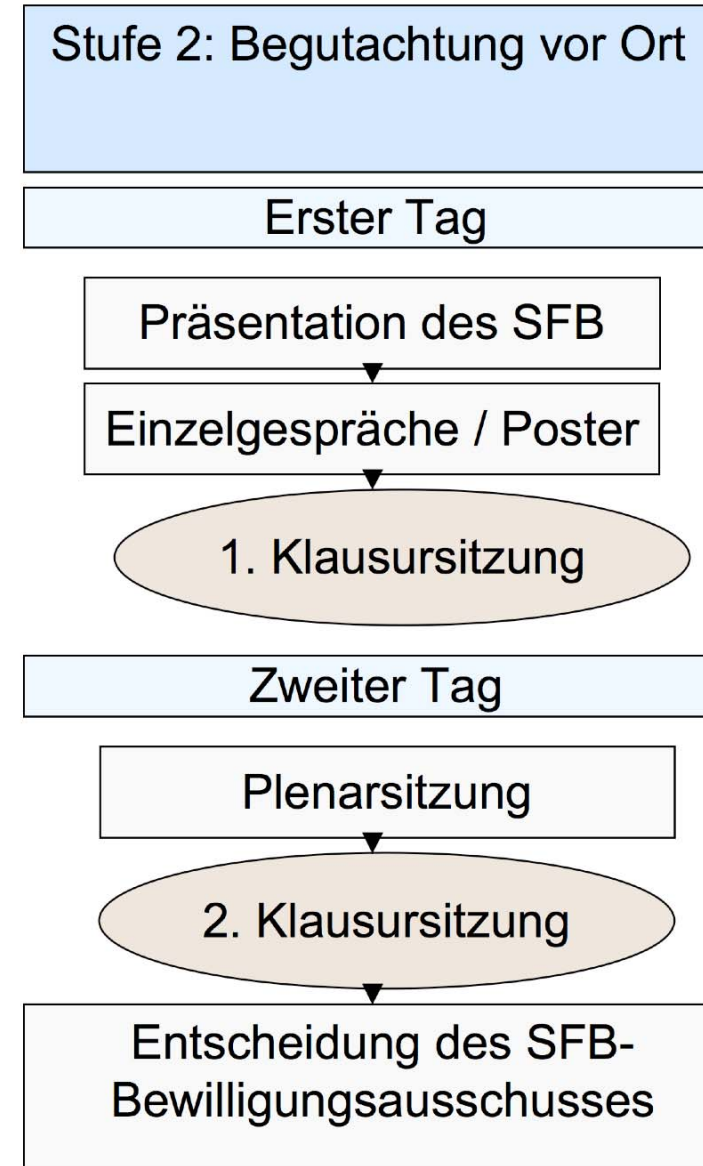 Stufe 2: Begutachtung vor Ort
Erster Tag
Präsentation des SFB
Einzelgespräche / Poster
1. Klausursitzung
Zweiter Tag
Plenarsitzung
2. Klausursitzung
Entscheidung des SFB-
Bewilligungsausschusses